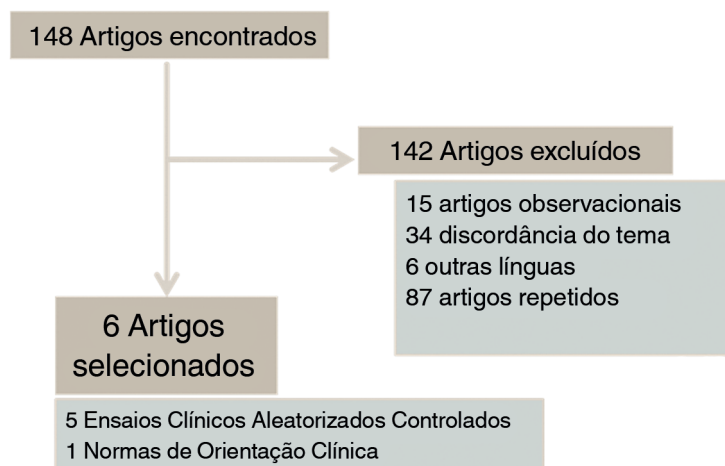 148 Artigos encontrados
142 Artigos excluídos
15 artigos observacionais
34 discordância do tema
6 outras línguas
87 artigos repetidos
6 Artigos
selecionados
5 Ensaios Clínicos Aleatorizados Controlados
1 Normas de Orientação Clínica